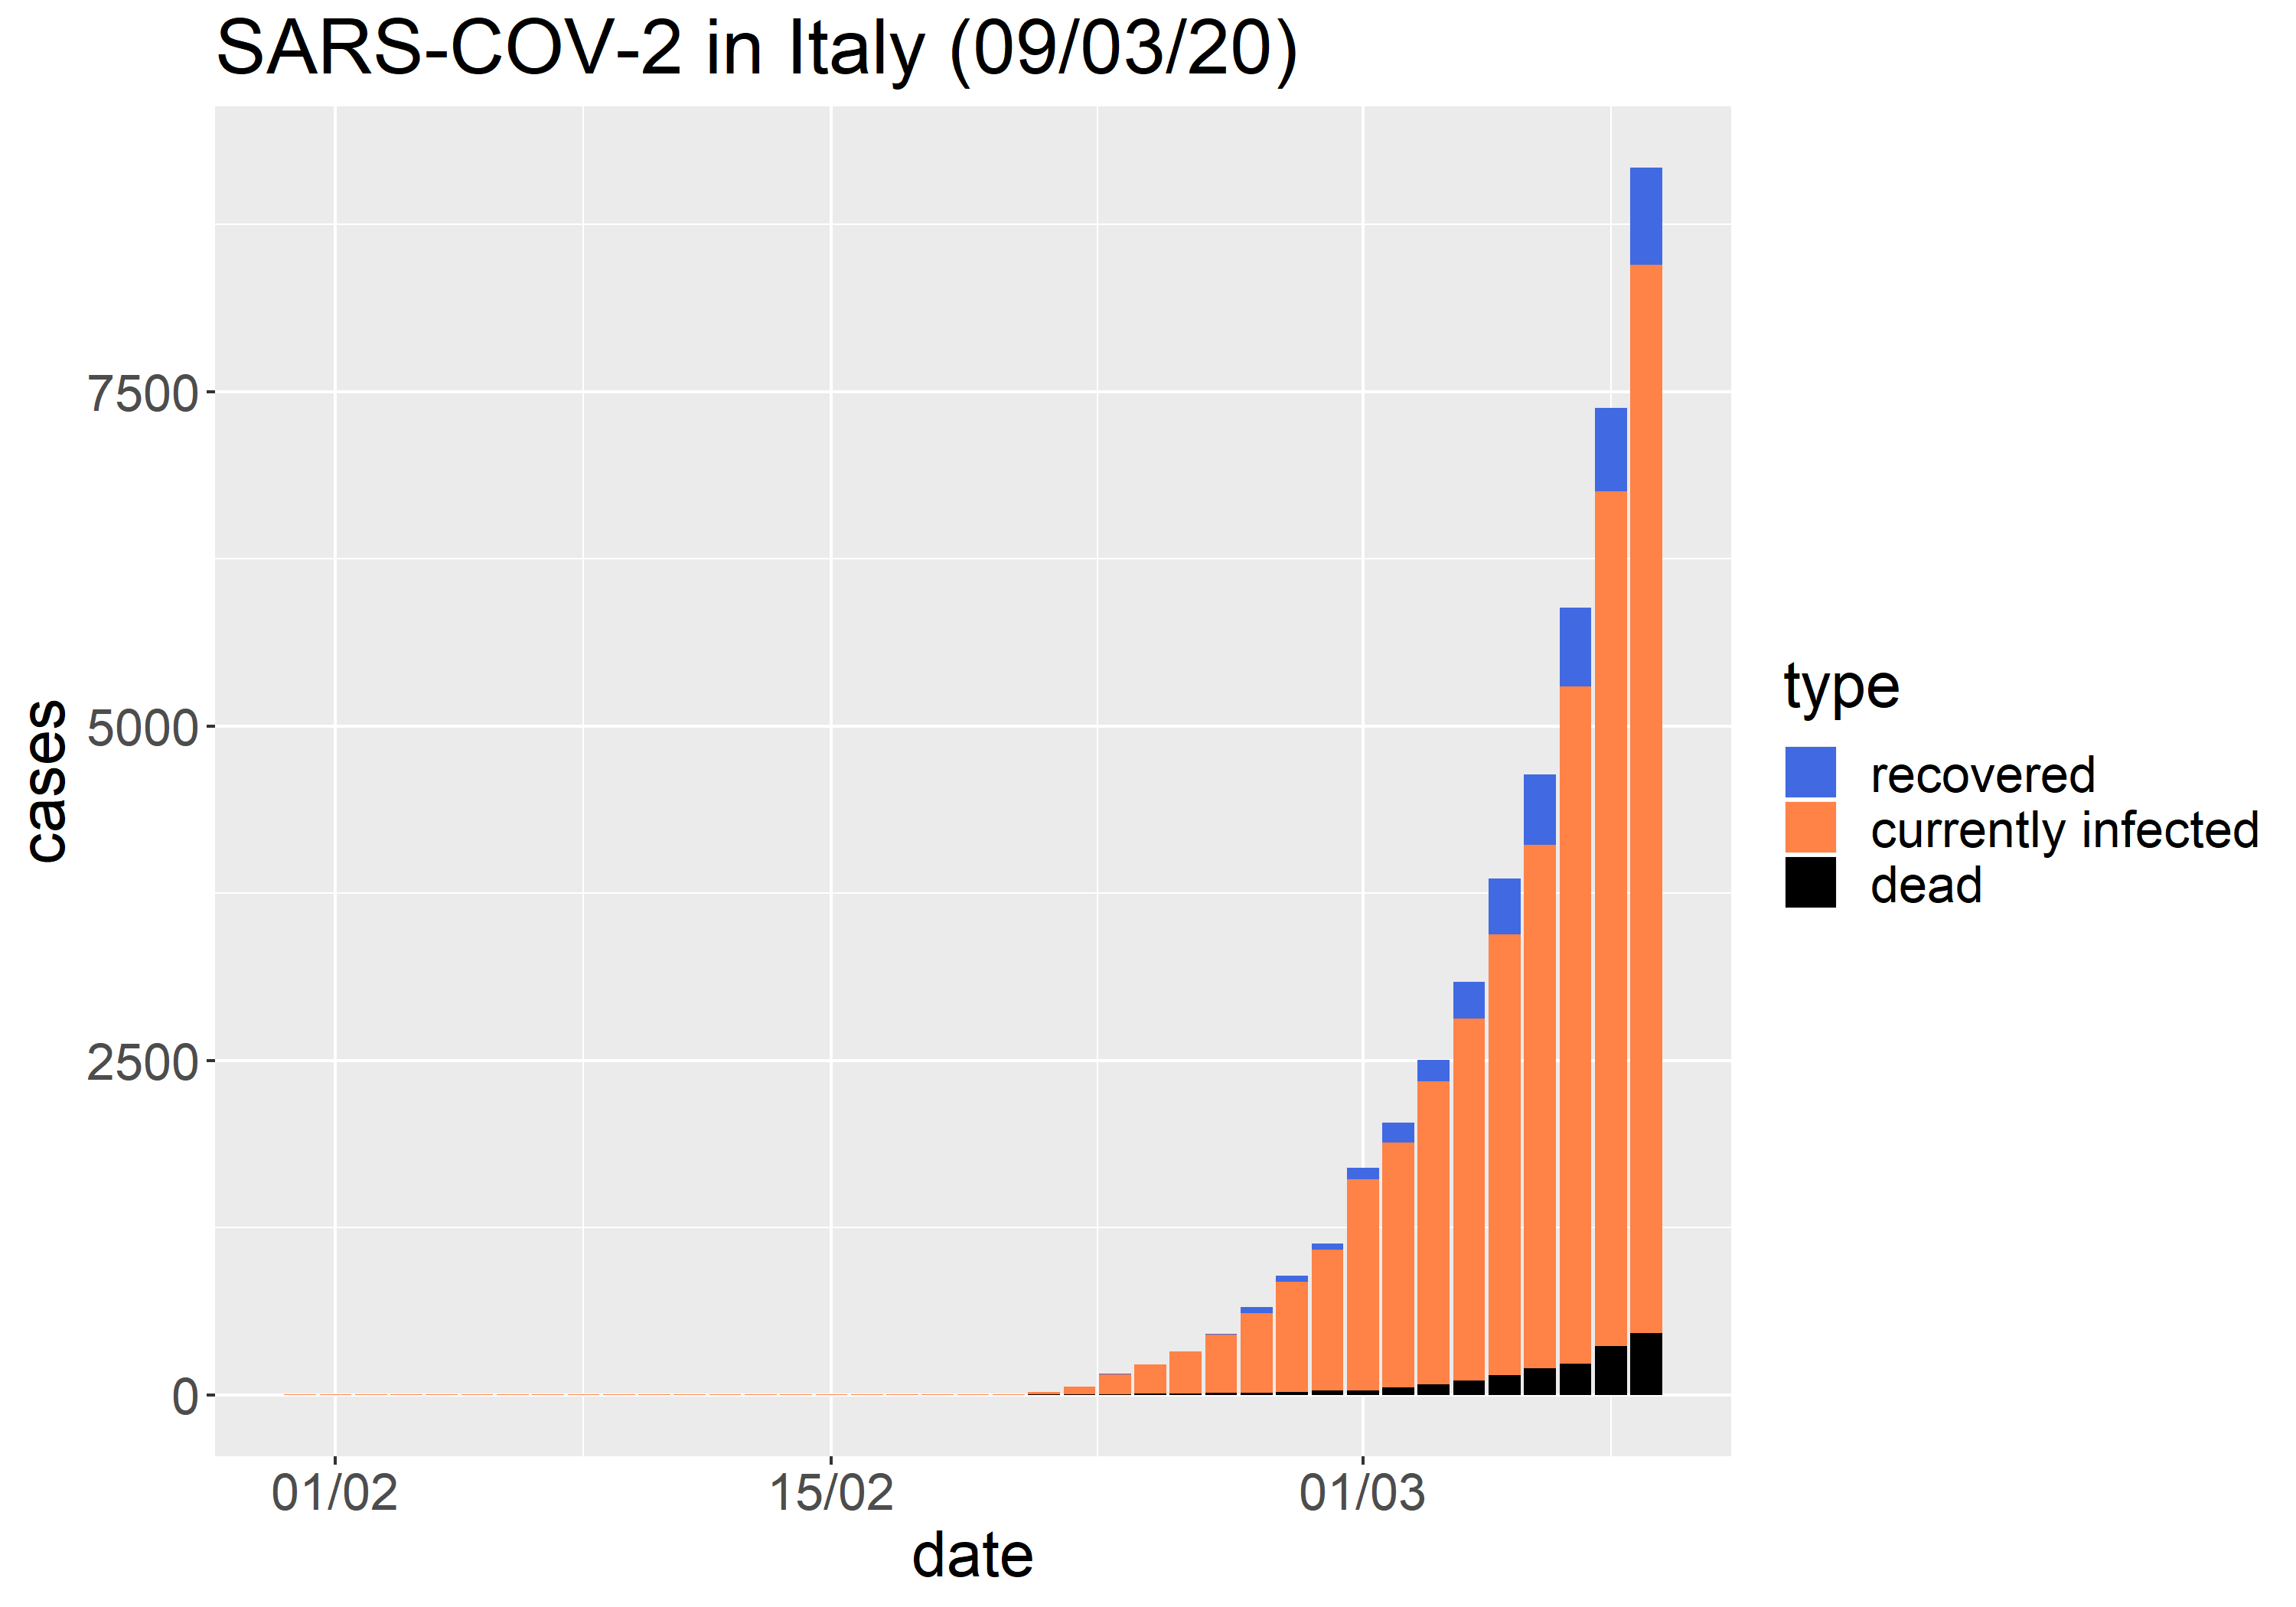 SARS-COV-2 in Italy (09/03/20)
7500
5000
2500
0
cases
01/02
15/02
01/03
date
type
recovered
currently infected
dead